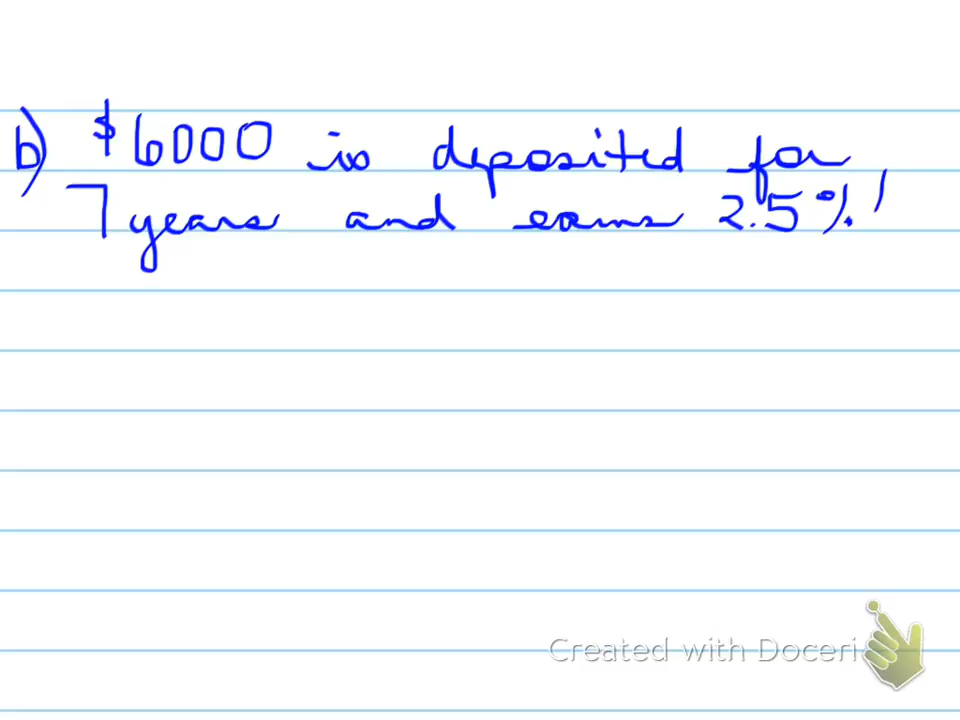 b) $6000 is deposited for
7 years and earns 2.5%
Created with Doceri